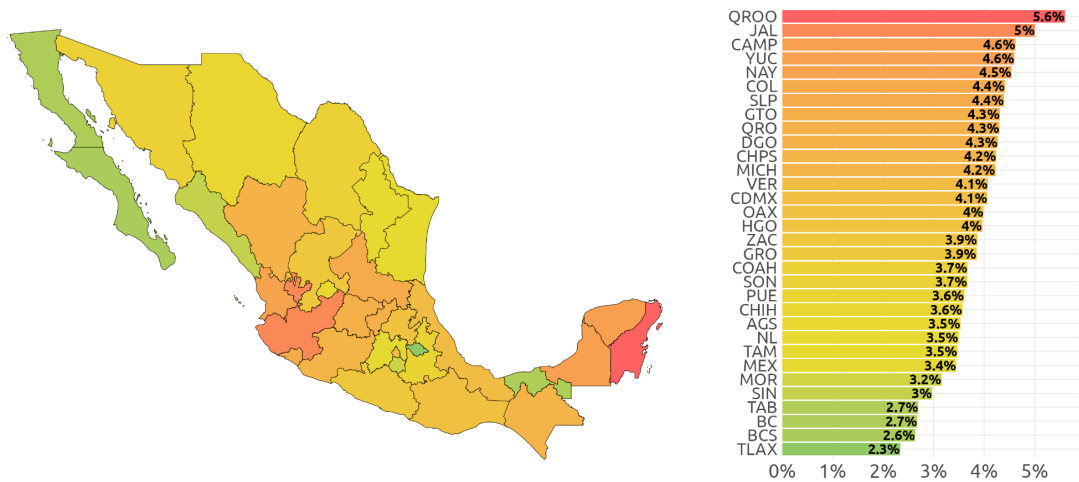 QROO 5.6%
JAL 5%
CAMP 4.6%
YUC 4.6%
NAY 4.5%
COL 4.4%
SLP 4.4%
GTO 4.3%
QRO 4.3%
DGO 4.3%
CHPS 4.2%
MICH 4.2%
VER 4.1%
CDMX 4.1%
OAX 4%
HGO 4%
ZAC 3.9%
GRO 3.9%
COAH 3.7%
SON 3.7%
PUE 3.6%
CHIH 3.6%
AGS 3.5%
NL 3.5%
TAM 3.5%
MEX 3.4%
MOR 3.2%
SIN 3%
TAB 2.7%
BC 2.7%
BCS 2.6%
TLAX 2.3%
0% 1% 2% 3% 4% 5%